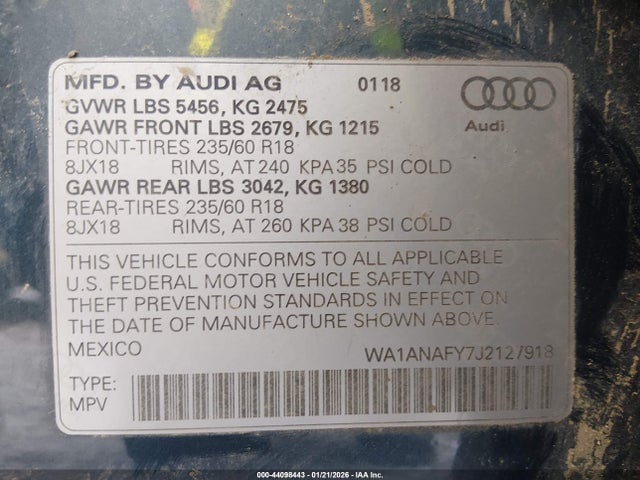 MFD. BY AUDI AG 0118
GVWR LBS 5456, KG 2475
GAWR FRONT LBS 2679, KG 1215
FRONT-TIRES 235/60 R18
8JX18 RIMS, AT 240 KPA 35 PSI COLD
GAWR REAR LBS 3042, KG 1380
REAR-TIRES 235/60 R18
8JX18 RIMS, AT 260 KPA 38 PSI COLD
Audi
THIS VEHICLE CONFORMS TO ALL APPLICABLE
U.S. FEDERAL MOTOR VEHICLE SAFETY AND
THEFT PREVENTION STANDARDS IN EFFECT ON
THE DATE OF MANUFACTURE SHOWN ABOVE.
MEXICO WA1ANAFY7J2127918
TYPE:
MPV
000-44098443 - 01/21/2026 - IAA Inc.